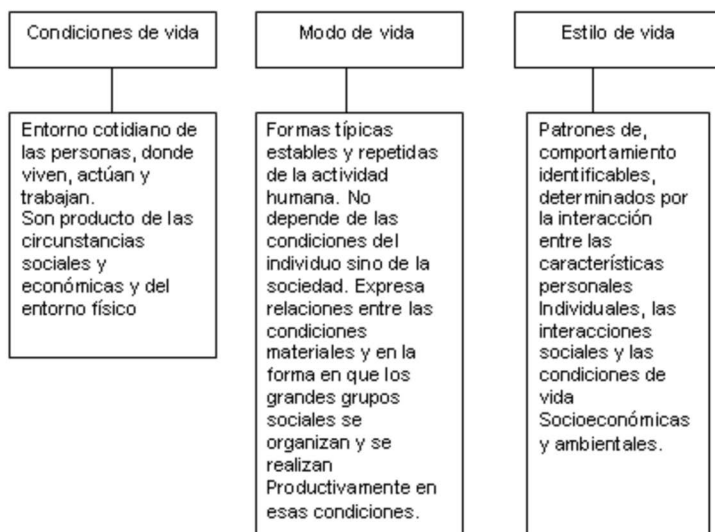 Condiciones de vida
Entorno cotidiano de
las personas, donde
viven, actúan y
trabajan.
Son producto de las
circunstancias
sociales y
económicas y del
entorno físico
Modo de vida
Formas típicas
estables y repetidas
de la actividad
humana. No
depende de las
condiciones del
individuo sino de la
sociedad. Expresa
relaciones entre las
condiciones
materiales y en la
forma en que los
grandes grupos
sociales se
organizan y se
realizan
Productivamente en
esas condiciones.
Estilo de vida
Patrones de,
comportamiento
identificables,
determinados por
la interacción
entre las
características
personales
Individuales, las
interacciones
sociales y las
condiciones de
vida
Socioeconómicas
y ambientales.